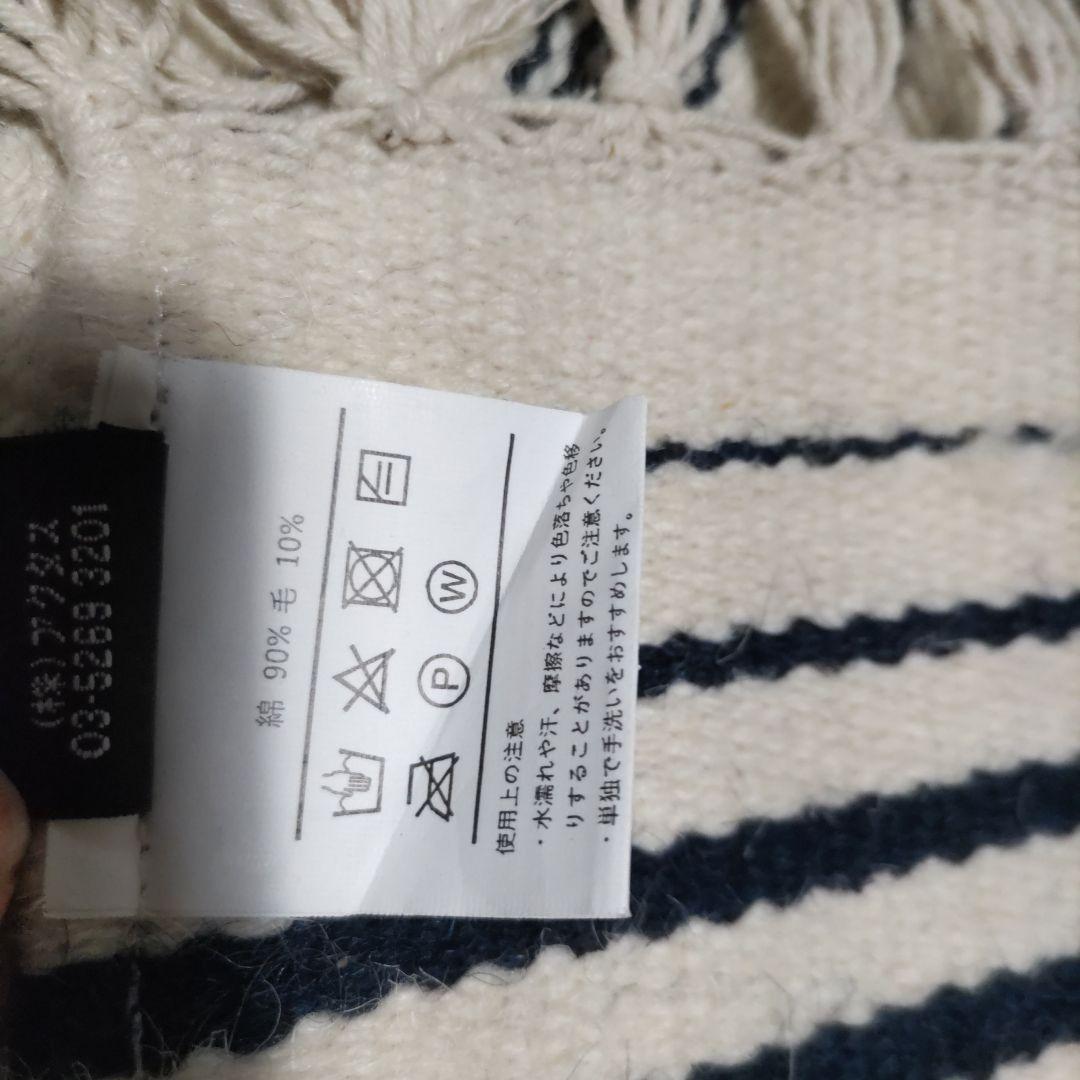 (株)アクタス
03-5269 3201
綿 90% 毛 10%
P
W
使用上の注意
・水濡れや汗、摩擦などにより色落ちや色移
りすることがありますのでご注意ください。
・単独で手洗いをおすすめします。